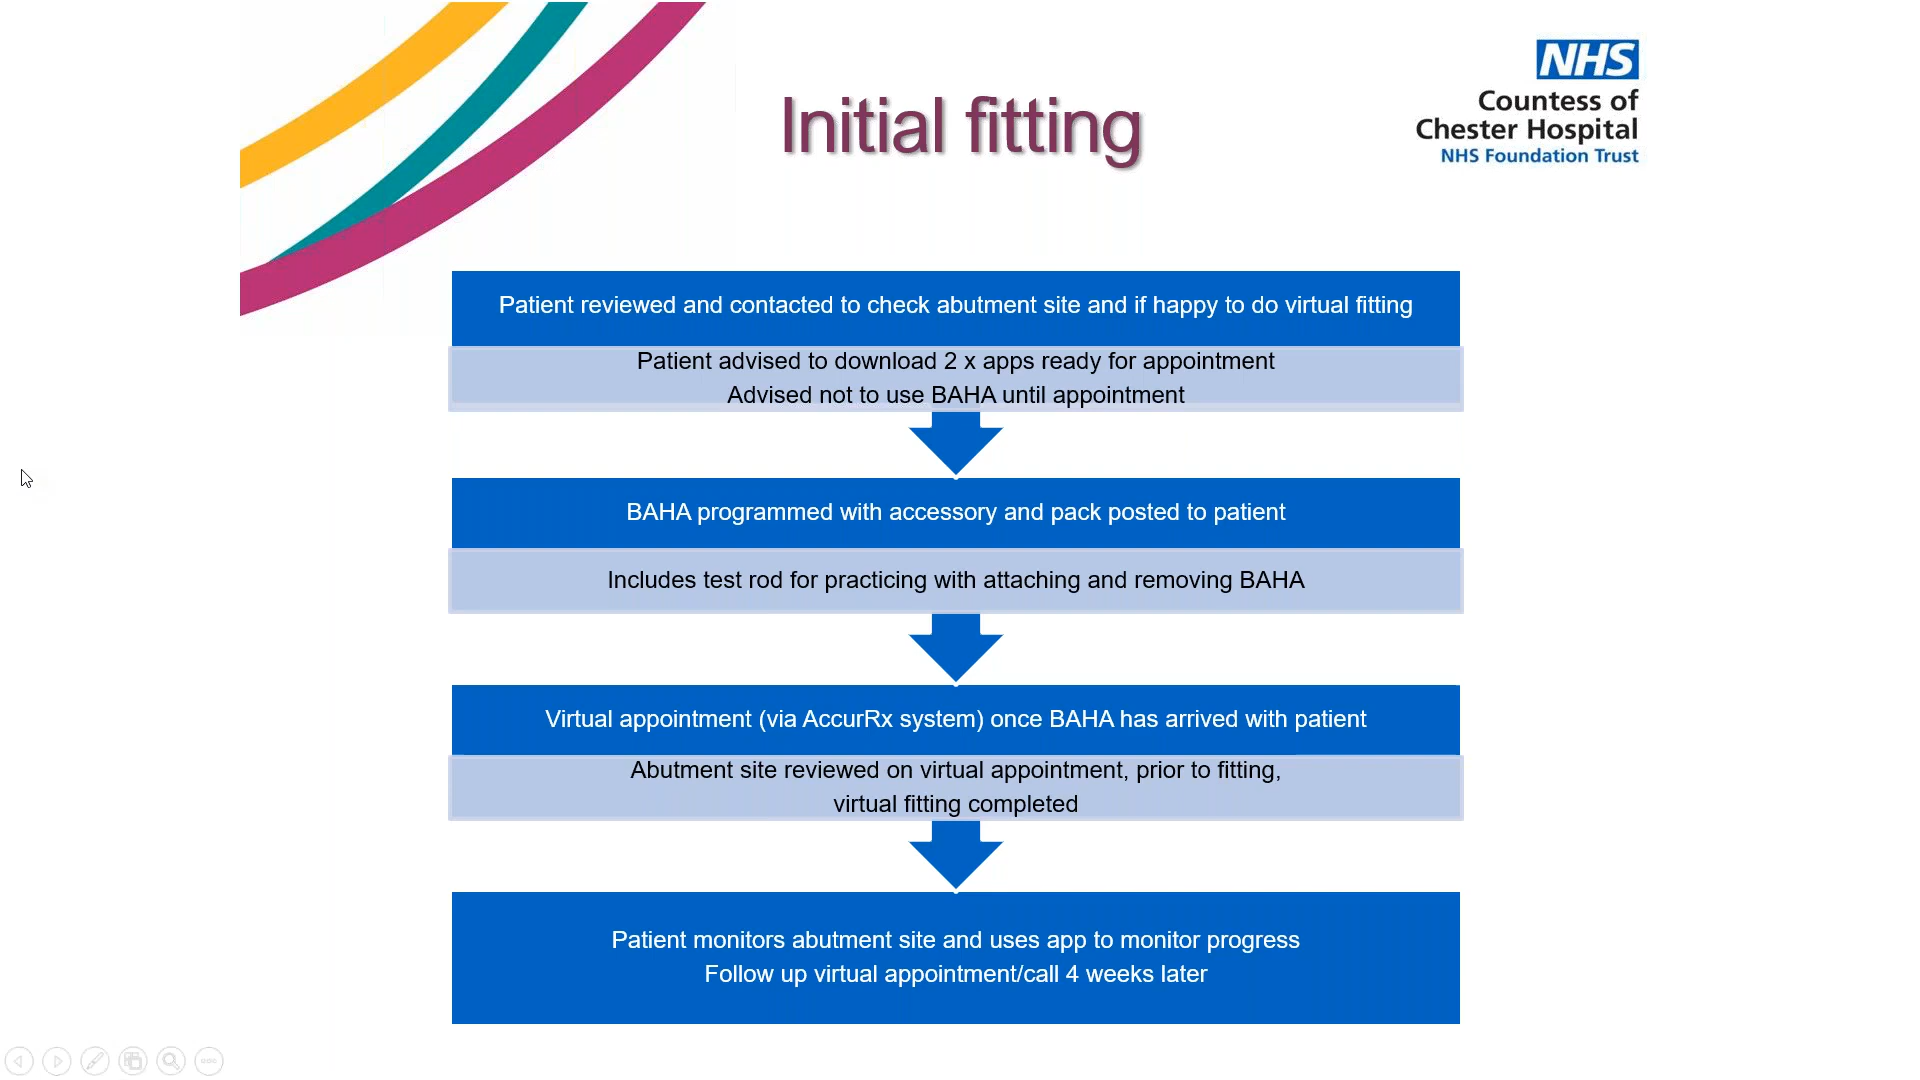 Initial fitting
NHS
Countess of
Chester Hospital
NHS Foundation Trust
Patient reviewed and contacted to check abutment site and if happy to do virtual fitting
Patient advised to download 2 x apps ready for appointment
Advised not to use BAHA until appointment
BAHA programmed with accessory and pack posted to patient
Includes test rod for practicing with attaching and removing BAHA
Virtual appointment (via AccurRx system) once BAHA has arrived with patient
Abutment site reviewed on virtual appointment, prior to fitting,
virtual fitting completed
Patient monitors abutment site and uses app to monitor progress
Follow up virtual appointment/call 4 weeks later